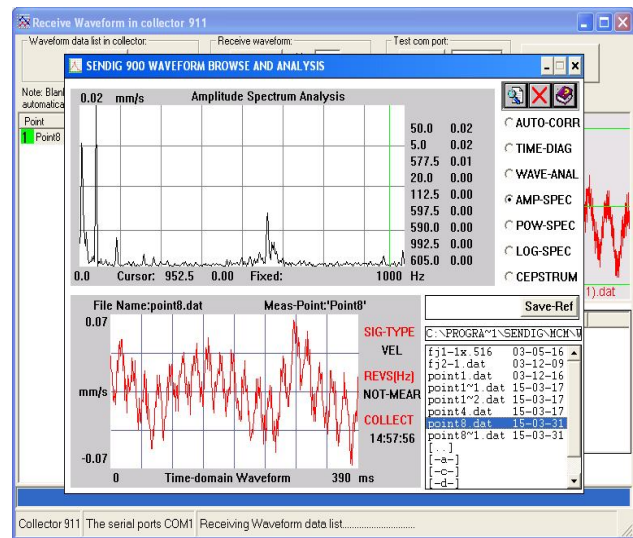 Receive Waveform in collector 911
Waveform data list in collector:
Receive waveform:
Test com port:
SENDIG 900 WAVEFORM BROWSE AND ANALYSIS
Note: Blan
automatica
Point
1 Point8
0.02 mm/s Amplitude Spectrum Analysis
50.0 0.02
5.0 0.02
577.5 0.01
20.0 0.00
112.5 0.00
597.5 0.00
590.0 0.00
992.5 0.00
605.0 0.00
0.0 Cursor: 952.5 0.00 Fixed: 1000 Hz
AUTO-CORR
TIME-DIAG
WAVE-ANAL
AMP-SPEC
POW-SPEC
LOG-SPEC
CEPSTRUM
1).dat
File Name:point8.dat Meas-Point:'Point8'
0.07
mm/s
-0.07
0 Time-domain Waveform 390 ms
SIG-TYPE
VEL
REVS(Hz)
NOT-MEAR
COLLECT
14:57:56
Save-Ref
C:\PROGRA~1\SENDIG\MCM\W
fj1-1x.516 03-05-16
fj2-1.dat 03-12-09
point1.dat 03-12-16
point1~1.dat 15-03-17
point1~2.dat 15-03-17
point4.dat 15-03-17
point8.dat 15-03-31
point8~1.dat 15-03-31
[..]
[-a-]
[-c-]
[-d-]
Collector 911 The serial ports COM1 Receiving Waveform data list..............................